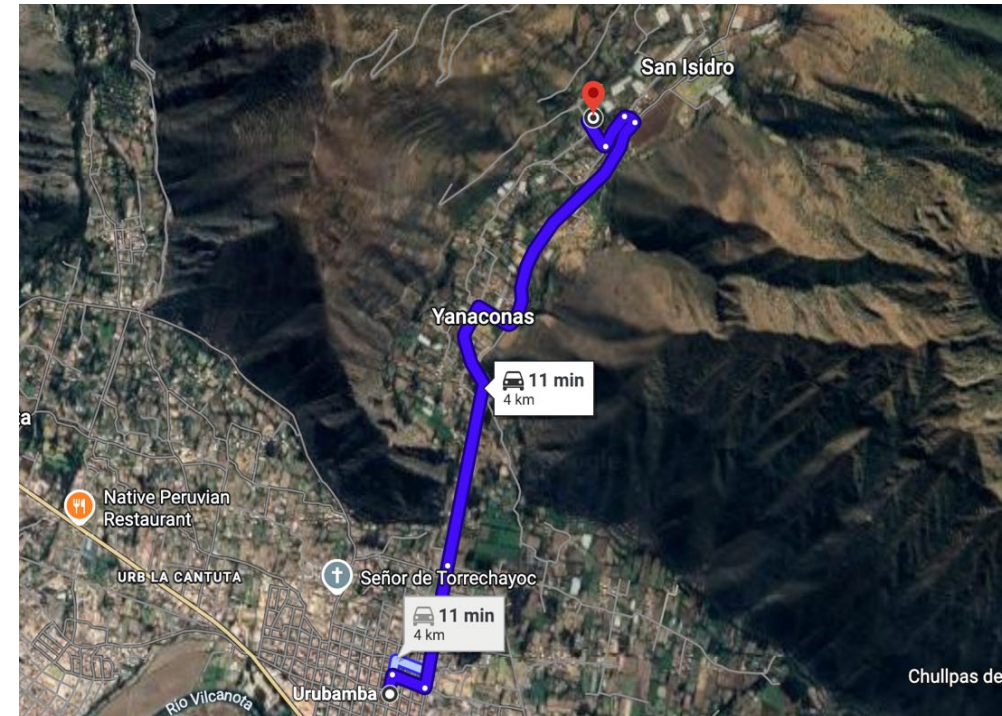 San Isidro
Yanaconas
11 min
4 km
a
Native Peruvian
Restaurant
URB LA CANTUTA
Señor de Torrechayoc
11 min
4 km
Urubamba
Río Vilcanota
Chullpas de